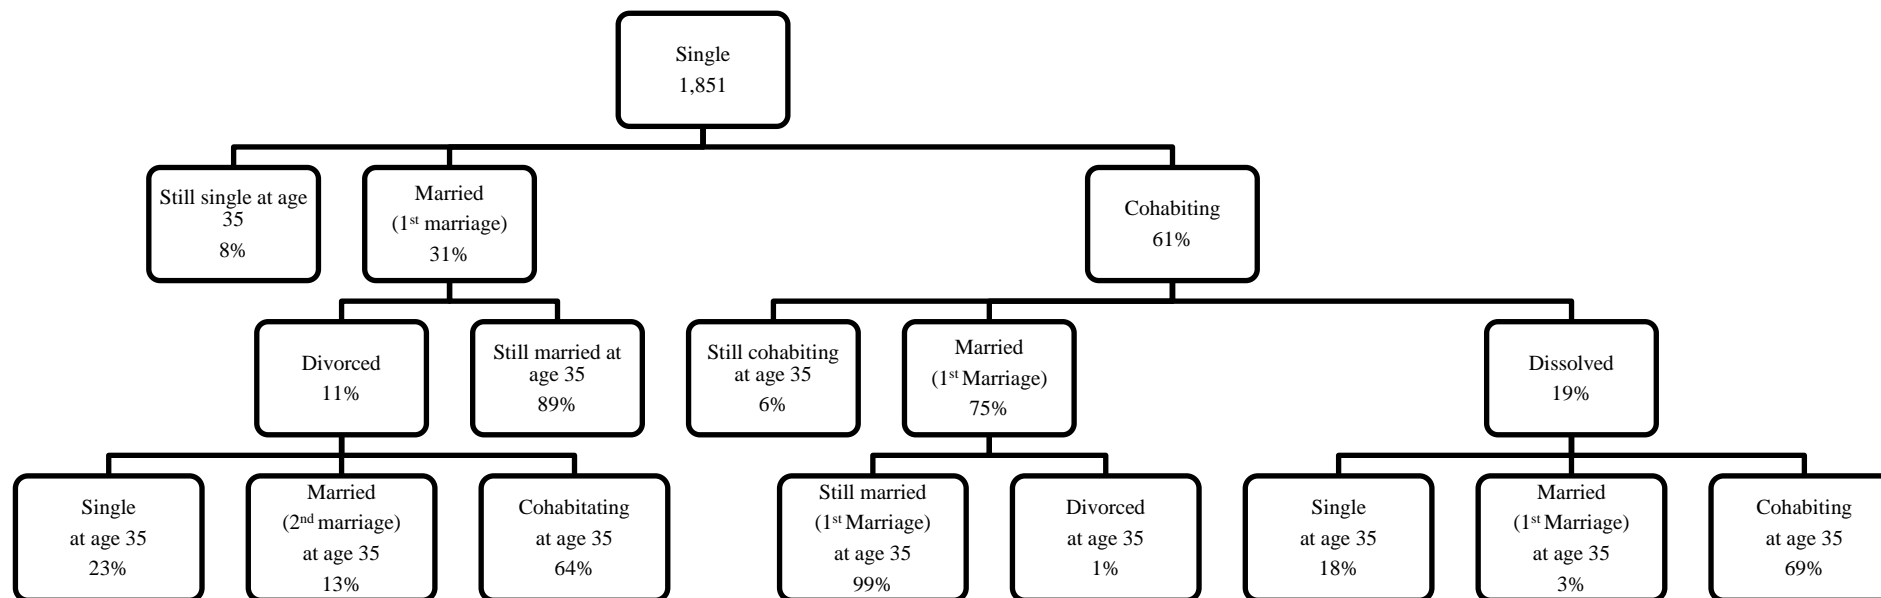 Single
1,851
Still single at age
35
8%
Married
(1st marriage)
31%
Cohabiting
61%
Divorced
11%
Still married at
age 35
89%
Still cohabiting
at age 35
6%
Married
(1st Marriage)
75%
Dissolved
19%
Single
at age 35
23%
Married
(2nd marriage)
at age 35
13%
Cohabitating
at age 35
64%
Still married
(1st Marriage)
at age 35
99%
Divorced
at age 35
1%
Single
at age 35
18%
Married
(1st Marriage)
at age 35
3%
Cohabiting
at age 35
69%